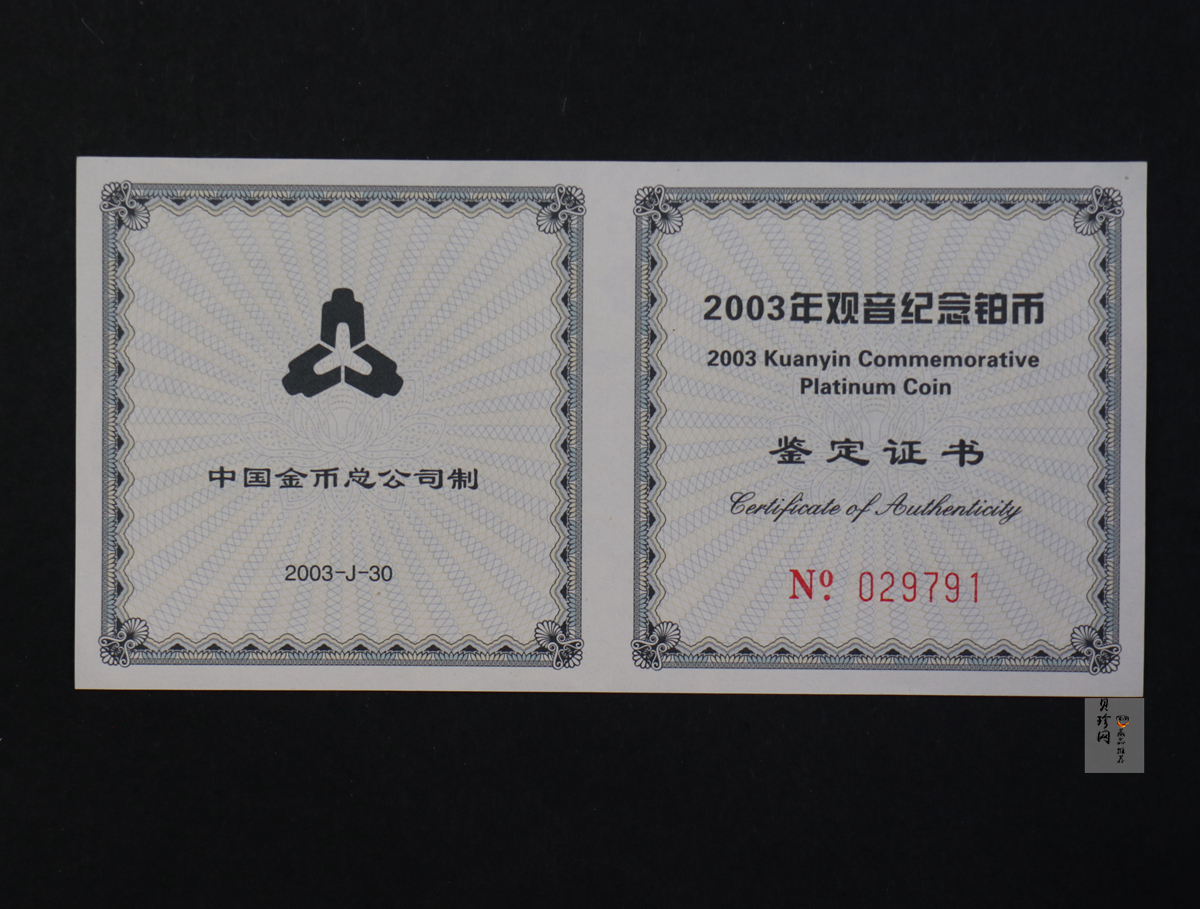 中国金币总公司制
2003-J-30
2003年观音纪念铂币
2003 Kuanyin Commemorative
Platinum Coin
鉴定证书
Certificate of Authenticity
Nº 029791
贝珍网